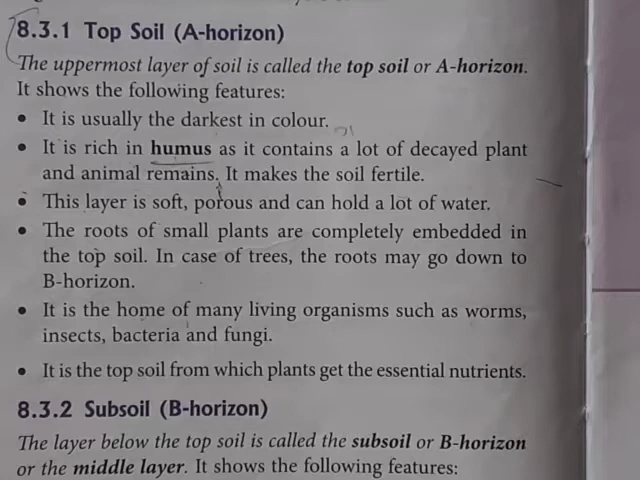 8.3.1 Top Soil (A-horizon)
The uppermost layer of soil is called the top soil or A-horizon.
It shows the following features:
• It is usually the darkest in colour.
• It is rich in humus as it contains a lot of decayed plant
and animal remains. It makes the soil fertile.
• This layer is soft, porous and can hold a lot of water.
• The roots of small plants are completely embedded in
the top soil. In case of trees, the roots may go down to
B-horizon.
• It is the home of many living organisms such as worms,
insects, bacteria and fungi.
• It is the top soil from which plants get the essential nutrients.
8.3.2 Subsoil (B-horizon)
The layer below the top soil is called the subsoil or B-horizon
or the middle layer. It shows the following features: